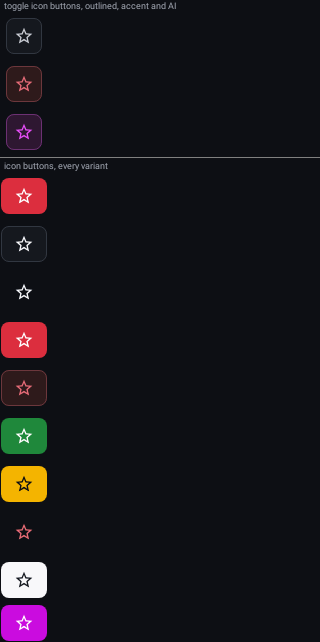 toggle icon buttons, outlined, accent and AI
icon buttons, every variant